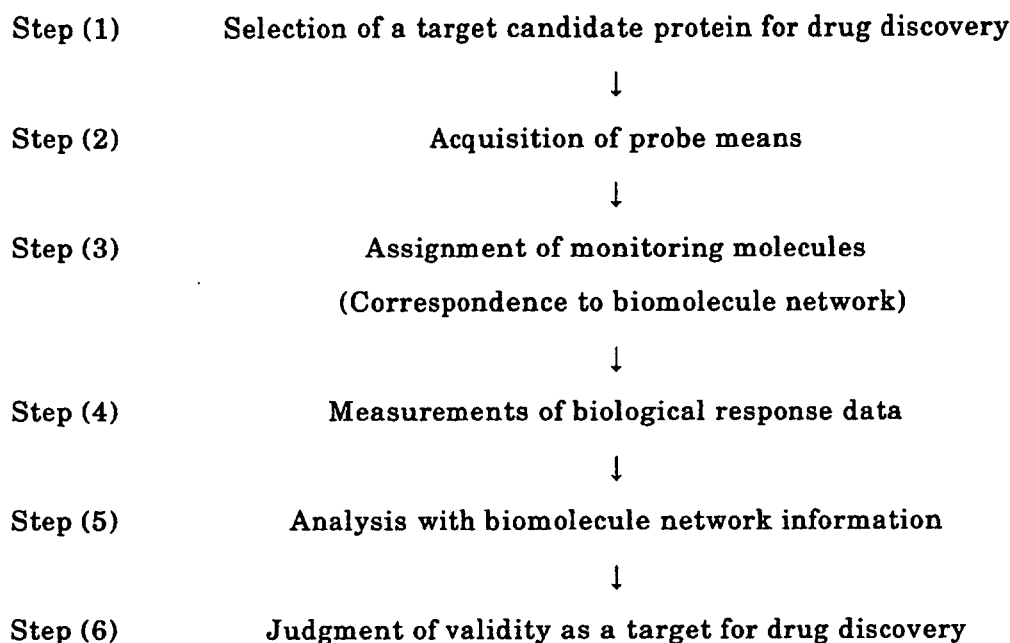 Step (1) Selection of a target candidate protein for drug discovery
↓
Step (2) Acquisition of probe means
↓
Step (3) Assignment of monitoring molecules
(Correspondence to biomolecule network)
↓
Step (4) Measurements of biological response data
↓
Step (5) Analysis with biomolecule network information
↓
Step (6) Judgment of validity as a target for drug discovery